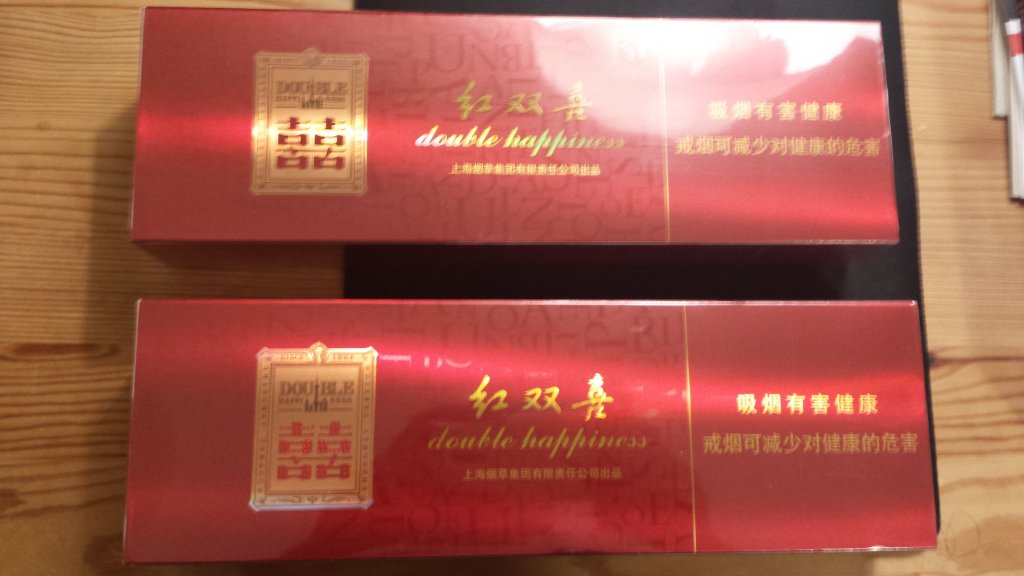 DOUBLE
囍
红双喜
double happiness
上海烟草集团有限责任公司出品
吸烟有害健康
戒烟可减少对健康的危害
SINCE 1906
DOUBLE
红双喜
double happiness
上海烟草集团有限责任公司出品
吸烟有害健康
戒烟可减少对健康的危害